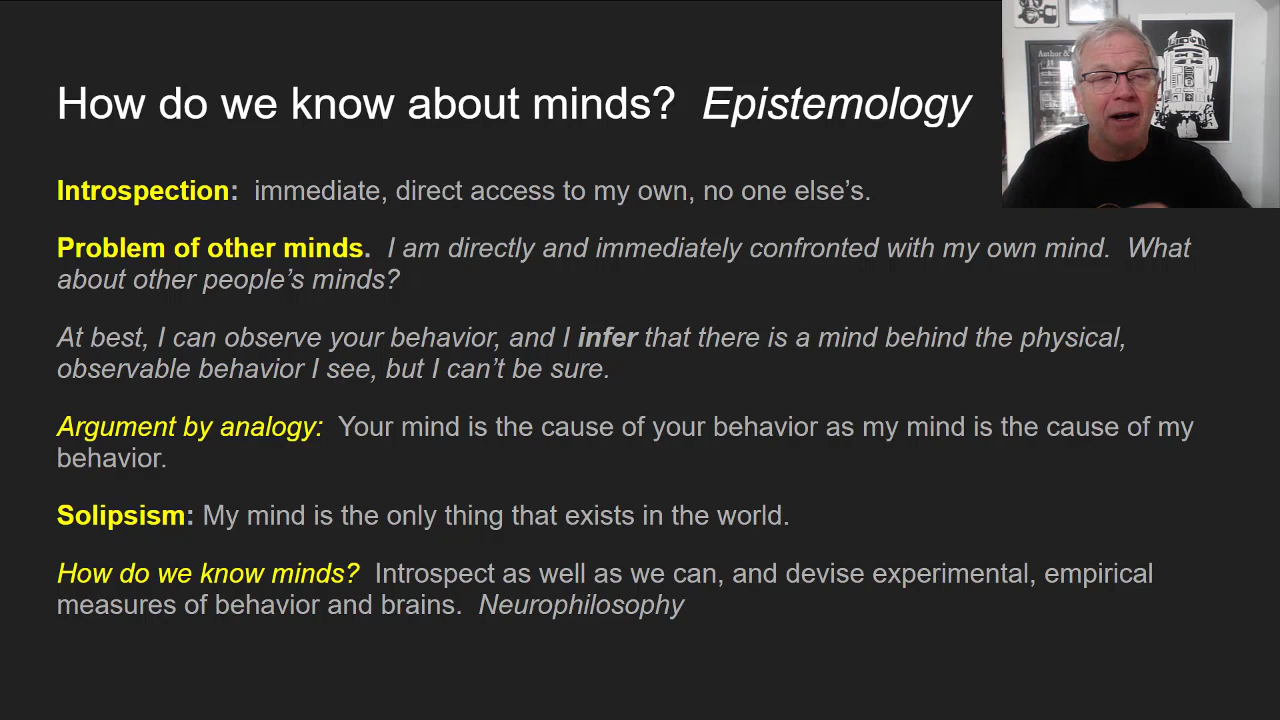 How do we know about minds? Epistemology
Author &
Introspection: immediate, direct access to my own, no one else's.
Problem of other minds. I am directly and immediately confronted with my own mind. What
about other people's minds?
At best, I can observe your behavior, and I infer that there is a mind behind the physical,
observable behavior I see, but I can't be sure.
Argument by analogy: Your mind is the cause of your behavior as my mind is the cause of my
behavior.
Solipsism: My mind is the only thing that exists in the world.
How do we know minds? Introspect as well as we can, and devise experimental, empirical
measures of behavior and brains. Neurophilosophy